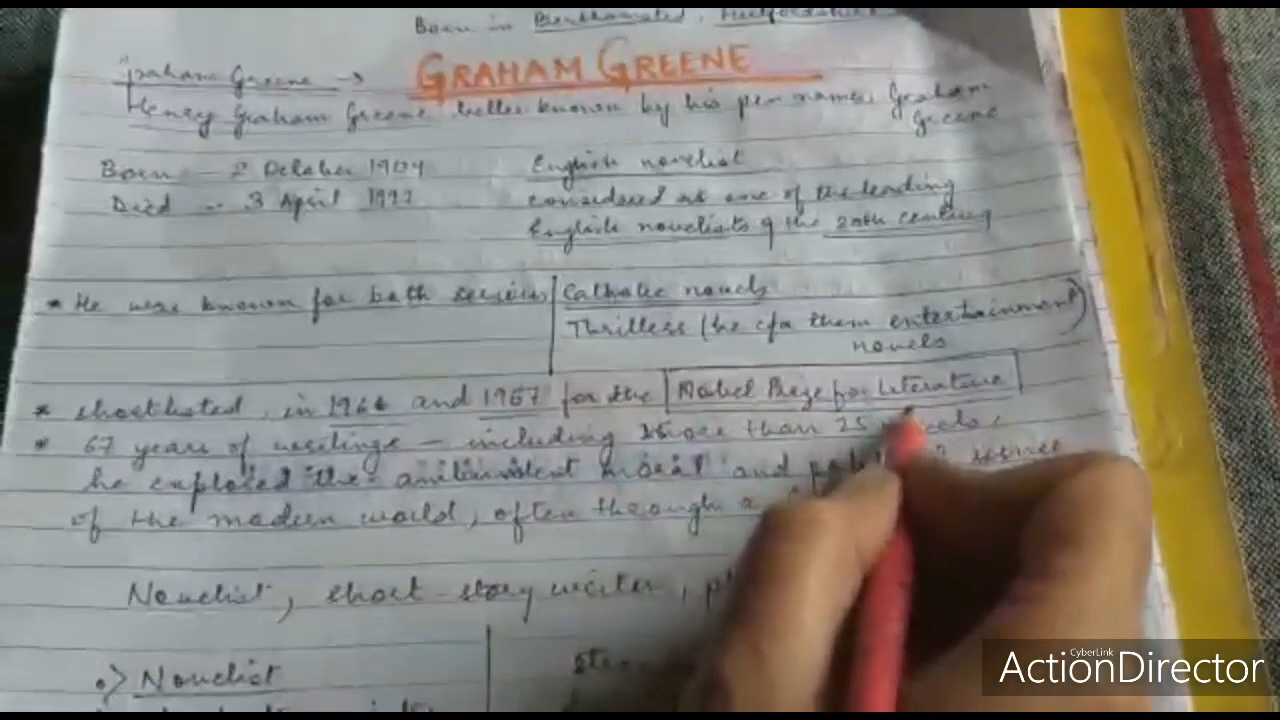 Born in Berkhamsted, Hertfordshire
GRAHAM GREENE
Graham Greene →
Henry Graham Greene better known by his pen name Graham
Greene
Born - 2 October 1904
Died - 3 April 1991
English novelist
considered as one of the leading
English novelists of the 20th century
* He were known for both serious
Catholic novels
Thrillers (he them entertainment)
novels
* shortlisted, in 1966 and 1967 for the Nobel Prize for Literature
* 67 years of writings - including more than 25
he explored the ambivalent moral and
of the modern world, often through a
Novelist, short-story writer,
•) Novelist
CyberLink
ActionDirector